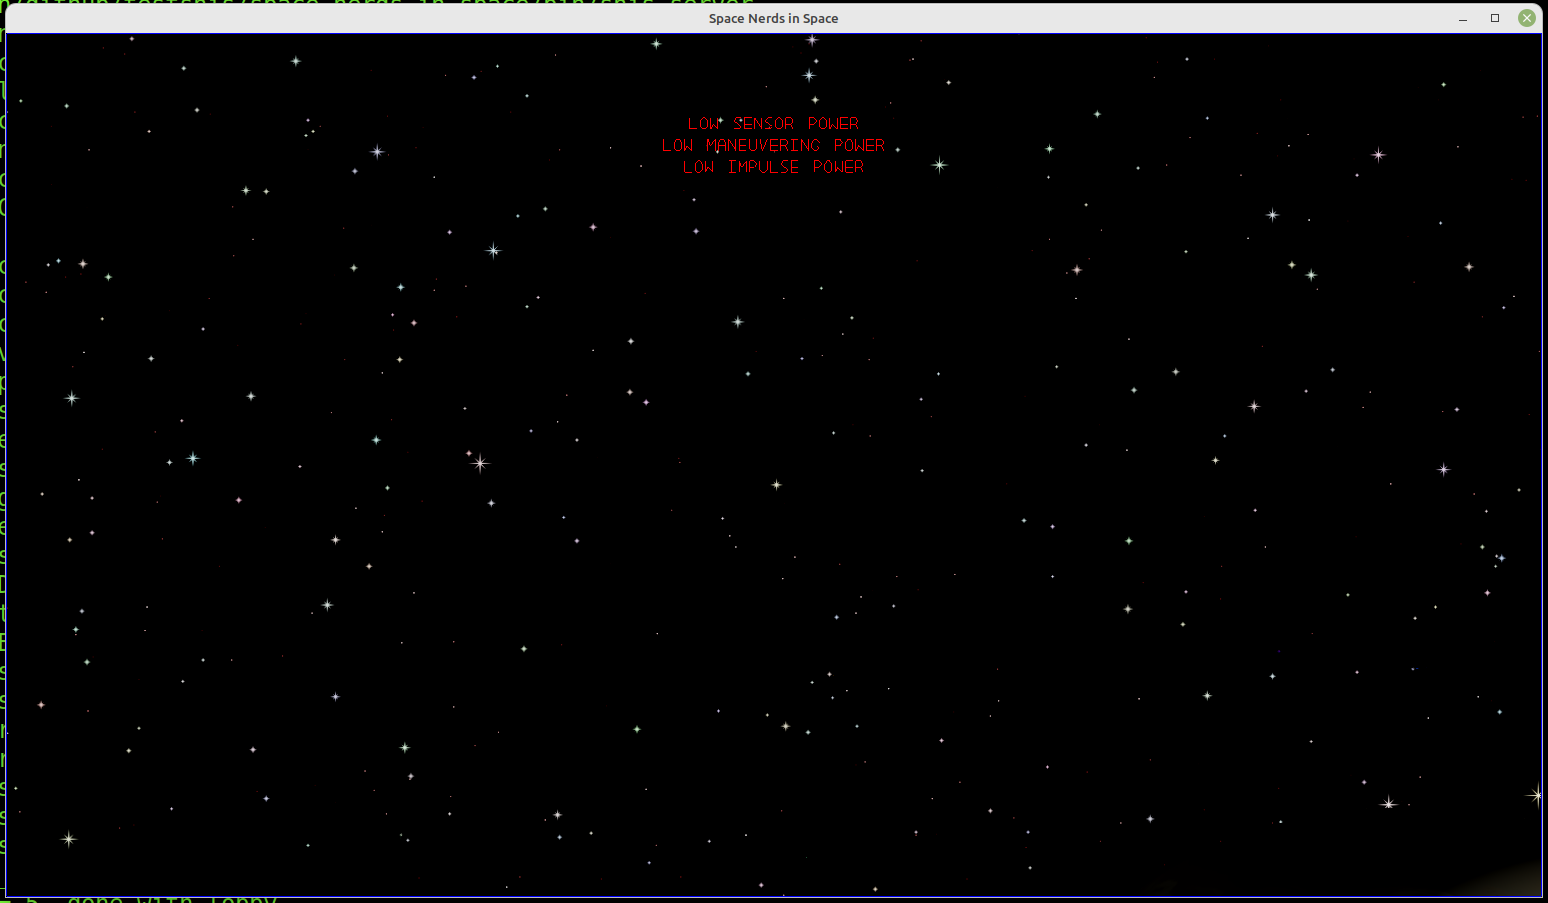 Space Nerds in Space
LOW SENSOR POWER
LOW MANEUVERING POWER
LOW IMPULSE POWER